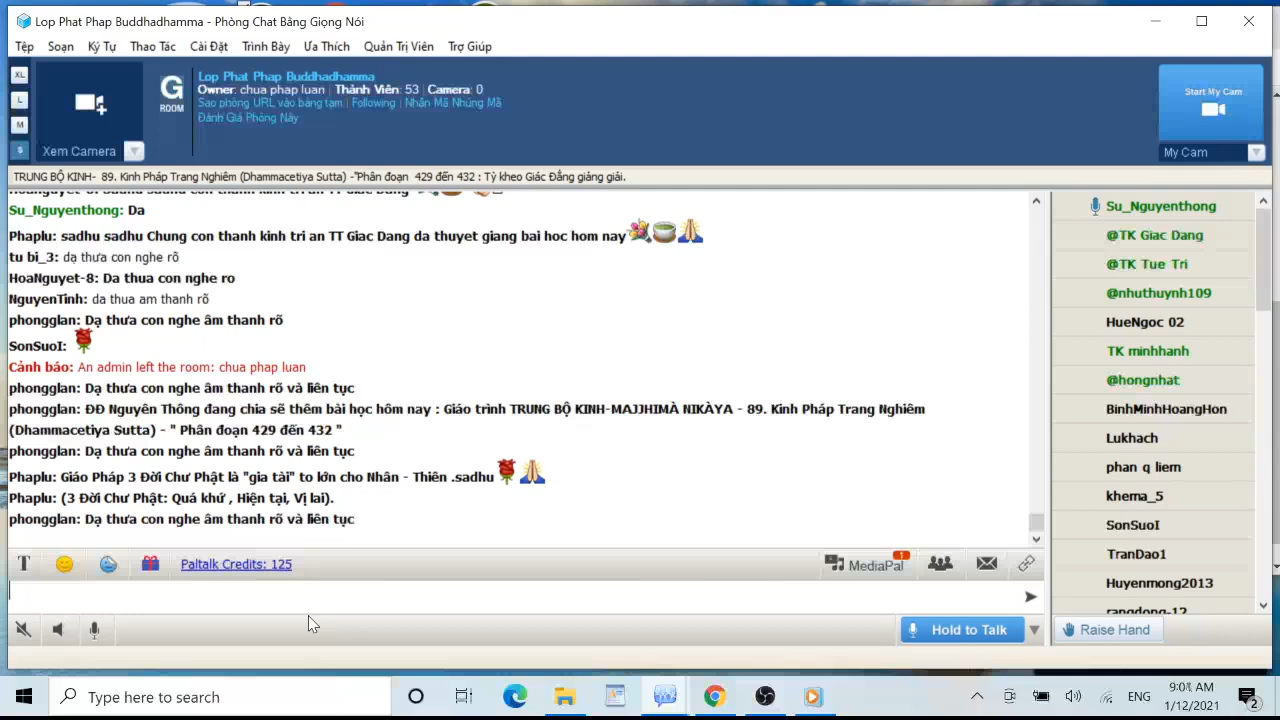 Lop Phat Phap Buddhadhamma - Phòng Chat Bằng Giọng Nói
Tệp Soạn Ký Tự Thao Tác Cài Đặt Trình Bày Ưa Thích Quản Trị Viên Trợ Giúp
XL
L
M
S
Xem Camera
G
ROOM
Lop Phat Phap Buddhadhamma
Owner: chua phap luan | Thành Viên: 53 | Camera: 0
Sao phòng URL vào bảng tạm | Following | Nhấn Mã Nhúng Mã
Đánh Giá Phòng Này
Start My Cam
My Cam
TRUNG BỘ KINH- 89. Kinh Pháp Trang Nghiêm (Dhammacetiya Sutta) -"Phân đoạn 429 đến 432 : Tỳ kheo Giác Đẳng giảng giải.
Su_Nguyenthong: Da
Phaplu: sadhu sadhu Chung con thanh kinh tri an TT Giac Dang da thuyet giang bai hoc hom nay
tu bi_3: dạ thưa con nghe rõ
HoaNguyet-8: Da thua con nghe ro
NguyenTinh: da thua am thanh rõ
phongglan: Dạ thưa con nghe âm thanh rõ
SonSuoI:
Cảnh báo: An admin left the room: chua phap luan
phongglan: Dạ thưa con nghe âm thanh rõ và liên tục
phongglan: ĐĐ Nguyên Thông đang chia sẽ thêm bài học hôm nay : Giáo trình TRUNG BỘ KINH-MAJJHIMÀ NIKÀYA - 89. Kinh Pháp Trang Nghiêm
(Dhammacetiya Sutta) - " Phân đoạn 429 đến 432 "
phongglan: Dạ thưa con nghe âm thanh rõ và liên tục
Phaplu: Giáo Pháp 3 Đời Chư Phật là "gia tài" to lớn cho Nhân - Thiên .sadhu
Phaplu: (3 Đời Chư Phật: Quá khứ , Hiện tại, Vị lai).
phongglan: Dạ thưa con nghe âm thanh rõ và liên tục
Su_Nguyenthong
@TK Giac Dang
@TK Tue Tri
@nhuthuynh109
HueNgoc 02
TK minhhanh
@hongnhat
BinhMinhHoangHon
Lukhach
phan q liem
khema_5
SonSuoI
TranDao1
Huyenmong2013
rangdong-12
T
Paltalk Credits: 125
MediaPal
1
Hold to Talk
Raise Hand
Type here to search
ENG
9:08 AM
1/12/2021
2